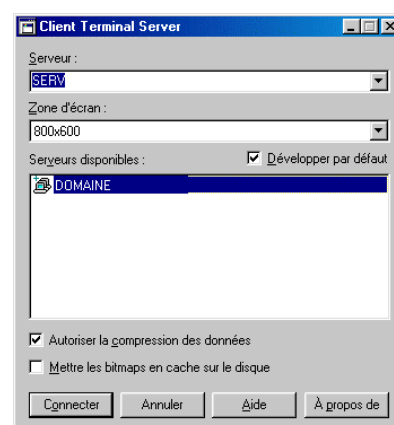 Client Terminal Server
Serveur :
SERV
Zone d'écran :
800x600
Serveurs disponibles :
Développer par défaut
DOMAINE
Autoriser la compression des données
Mettre les bitmaps en cache sur le disque
Connecter Annuler Aide À propos de